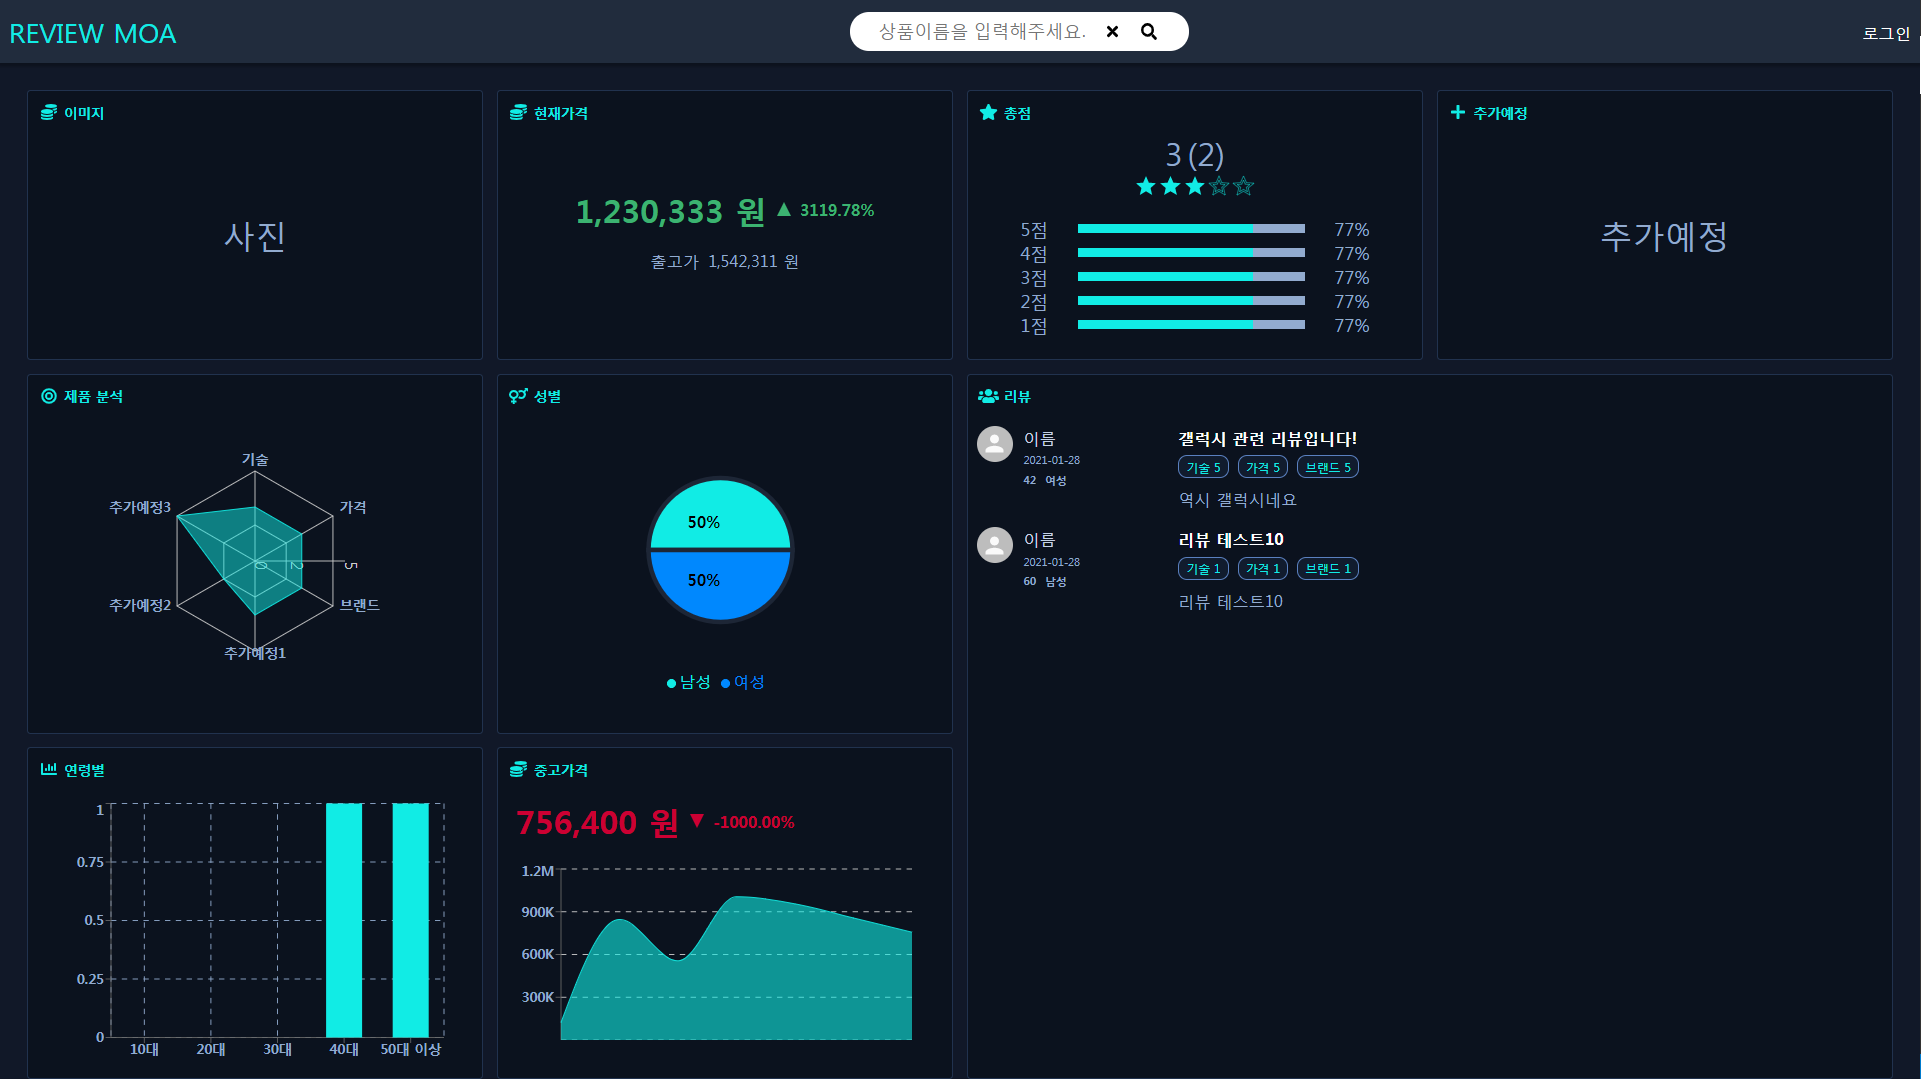 REVIEW MOA
상품이름을 입력해주세요.
로그인
이미지
사진
현재가격
1,230,333 원 ▲ 3119.78%
출고가 1,542,311 원
총점
3 (2)
5점 77%
4점 77%
3점 77%
2점 77%
1점 77%
추가예정
추가예정
제품 분석
기술
추가예정3 가격
0 2 5
추가예정2 브랜드
추가예정1
성별
50%
50%
남성 여성
리뷰
이름
2021-01-28
42 여성
갤럭시 관련 리뷰입니다!
기술 5 가격 5 브랜드 5
역시 갤럭시네요
이름
2021-01-28
60 남성
리뷰 테스트10
기술 1 가격 1 브랜드 1
리뷰 테스트10
연령별
1
0.75
0.5
0.25
0
10대 20대 30대 40대 50대 이상
중고가격
756,400 원 ▼ -1000.00%
1.2M
900K
600K
300K